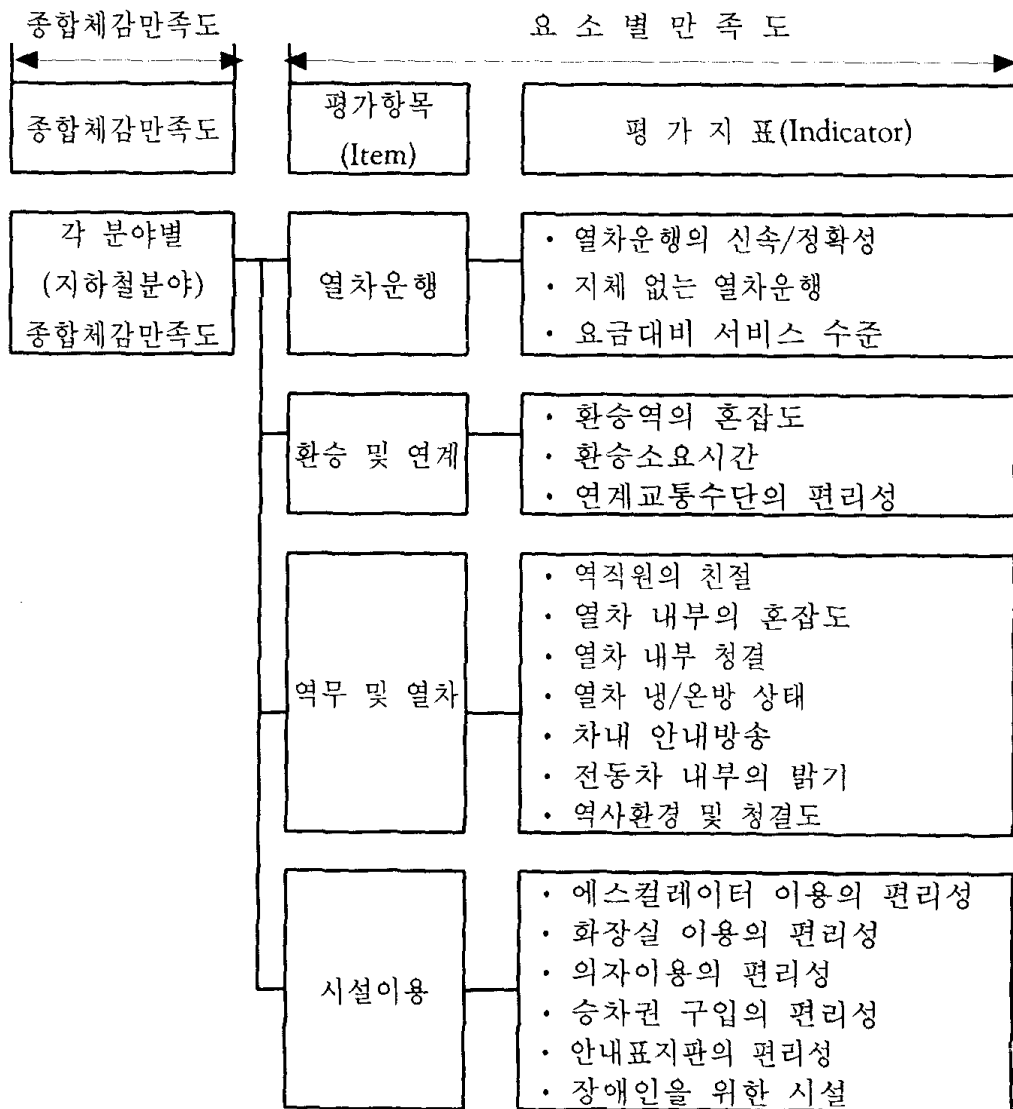 종합체감만족도
요 소 별 만 족 도
종합체감만족도
평가항목
(Item)
평 가 지 표(Indicator)
각 분야별
(지하철분야)
종합체감만족도
열차운행
· 열차운행의 신속/정확성
· 지체 없는 열차운행
· 요금대비 서비스 수준
환승 및 연계
· 환승역의 혼잡도
· 환승소요시간
· 연계교통수단의 편리성
역무 및 열차
· 역직원의 친절
· 열차 내부의 혼잡도
· 열차 내부 청결
· 열차 냉/온방 상태
· 차내 안내방송
· 전동차 내부의 밝기
· 역사환경 및 청결도
시설이용
· 에스컬레이터 이용의 편리성
· 화장실 이용의 편리성
· 의자이용의 편리성
· 승차권 구입의 편리성
· 안내표지판의 편리성
· 장애인을 위한 시설